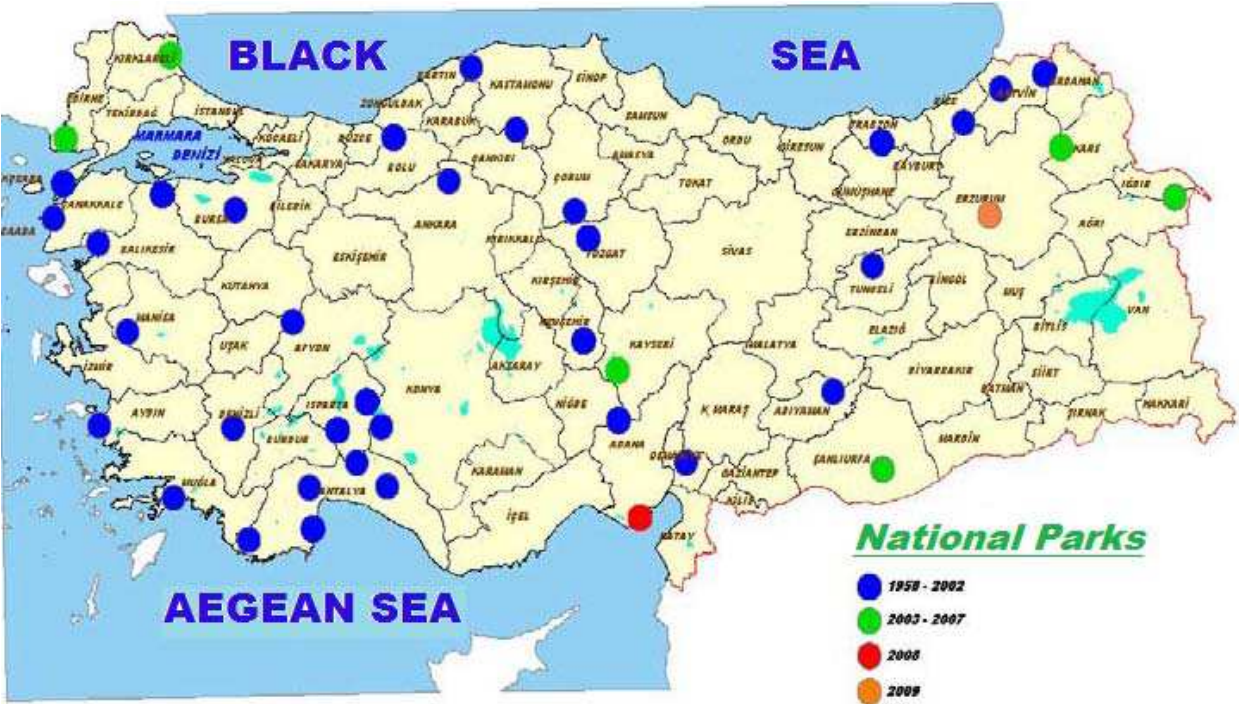 BLACK SEA
KIRKLARELİ
EDİRNE
TEKİRDAĞ
İSTANBUL
MARMARA
DENİZİ
KOCAELİ
SAKARYA
DÜZCE
ZONGULDAK
BARTIN
KARABÜK
KASTAMONU
SİNOP
SAMSUN
BOLU
ÇANKIRI
ÇORUM
AMASYA
TOKAT
ORDU
GİRESUN
TRABZON
GÜMÜŞHANE
BAYBURT
RİZE
ARTVİN
ARDAHAN
KARS
IĞDIR
AĞRI
ERZURUM
ERZİNCAN
ÇANAKKALE
BALIKESİR
BURSA
BİLECİK
ESKİŞEHİR
ANKARA
KIRIKKALE
YOZGAT
SİVAS
KUTAHYA
KIRŞEHİR
NEVŞEHİR
KAYSERİ
MALATYA
TUNCELİ
ELAZIĞ
BİNGOL
MUŞ
BİTLİS
VAN
MANİSA
İZMİR
UŞAK
AFYON
KONYA
AKSARAY
NİĞDE
AYDIN
DENİZLİ
ISPARTA
BURDUR
MUĞLA
ANTALYA
KARAMAN
İÇEL
ADANA
K.MARAŞ
OSMANİYE
GAZİANTEP
KİLİS
HATAY
ADIYAMAN
ŞANLIURFA
DİYARBAKIR
BATMAN
SİİRT
MARDİN
ŞIRNAK
HAKKARİ
AEGEAN SEA
National Parks
1958 - 2002
2003 - 2007
2008
2009